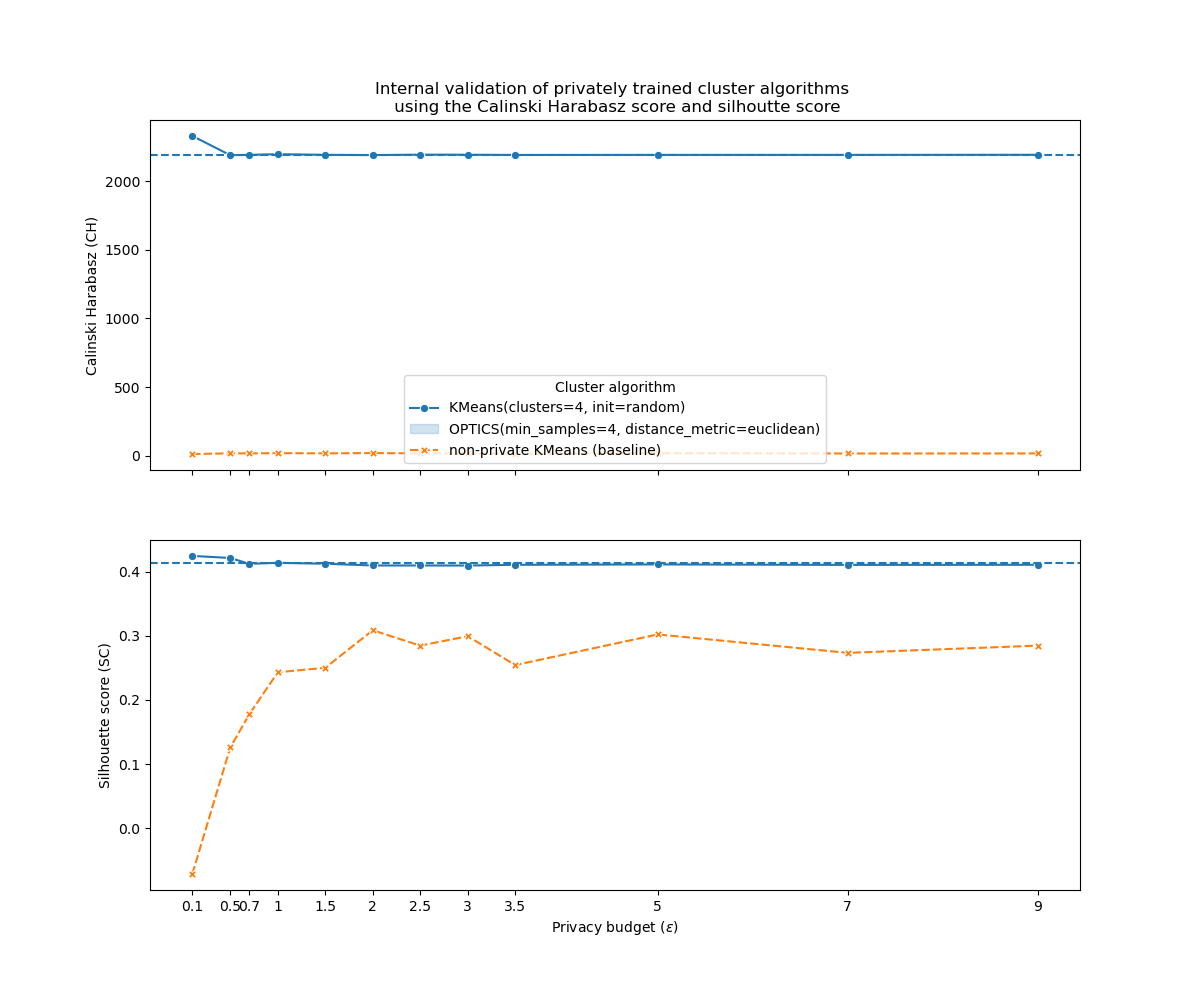 Internal validation of privately trained cluster algorithms
using the Calinski Harabasz score and silhoutte score
Calinski Harabasz (CH)
2000
1500
1000
500
0
Cluster algorithm
KMeans(clusters=4, init=random)
OPTICS(min_samples=4, distance_metric=euclidean)
non-private KMeans (baseline)
Silhouette score (SC)
0.4
0.3
0.2
0.1
0.0
0.1 0.5 0.7 1 1.5 2 2.5 3 3.5 5 7 9
Privacy budget (ε)